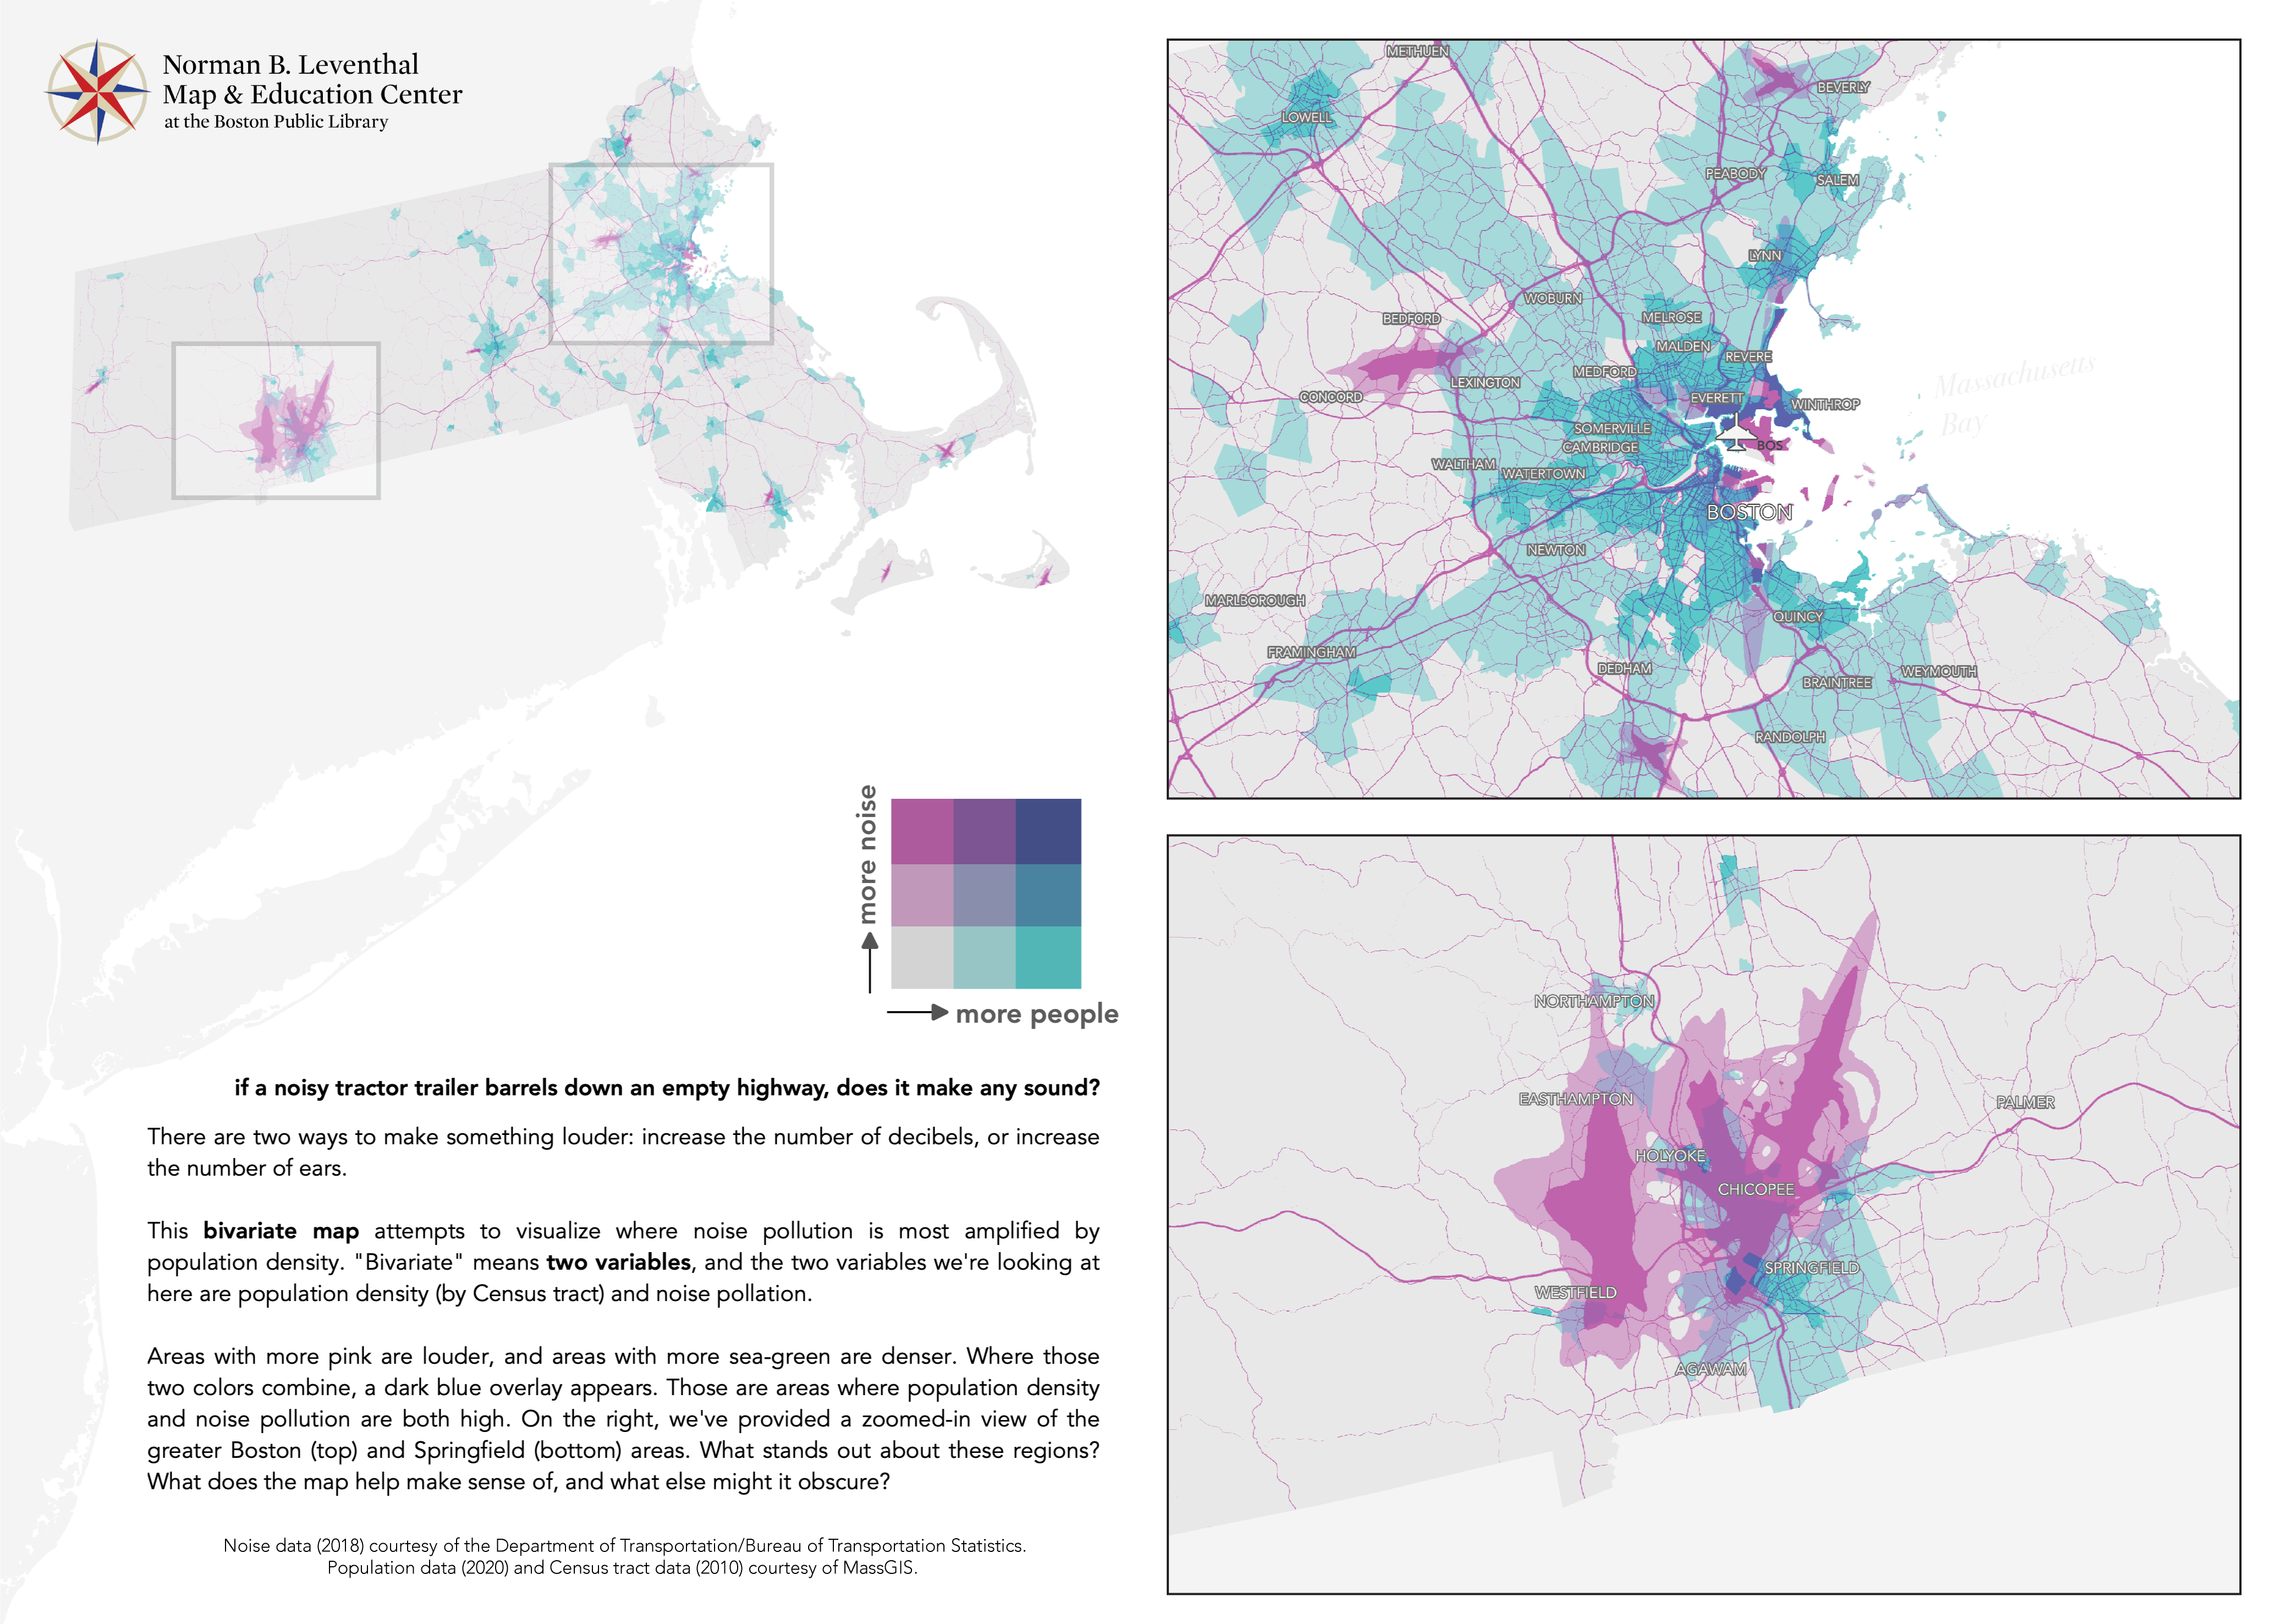 Norman B. Leventhal
Map & Education Center
at the Boston Public Library
more noise
more people
if a noisy tractor trailer barrels down an empty highway, does it make any sound?
There are two ways to make something louder: increase the number of decibels, or increase
the number of ears.
This bivariate map attempts to visualize where noise pollution is most amplified by
population density. "Bivariate" means two variables, and the two variables we're looking at
here are population density (by Census tract) and noise pollation.
Areas with more pink are louder, and areas with more sea-green are denser. Where those
two colors combine, a dark blue overlay appears. Those are areas where population density
and noise pollution are both high. On the right, we've provided a zoomed-in view of the
greater Boston (top) and Springfield (bottom) areas. What stands out about these regions?
What does the map help make sense of, and what else might it obscure?
Noise data (2018) courtesy of the Department of Transportation/Bureau of Transportation Statistics.
Population data (2020) and Census tract data (2010) courtesy of MassGIS.
METHUEN
BEVERLY
LOWELL
PEABODY
SALEM
LYNN
WOBURN
BEDFORD
MELROSE
MALDEN
REVERE
MEDFORD
LEXINGTON
CONCORD
EVERETT
WINTHROP
Massachusetts
Bay
SOMERVILLE
BOS
CAMBRIDGE
WALTHAM
WATERTOWN
BOSTON
NEWTON
MARLBOROUGH
QUINCY
FRAMINGHAM
DEDHAM
WEYMOUTH
BRAINTREE
RANDOLPH
NORTHAMPTON
EASTHAMPTON
PALMER
HOLYOKE
CHICOPEE
SPRINGFIELD
WESTFIELD
AGAWAM